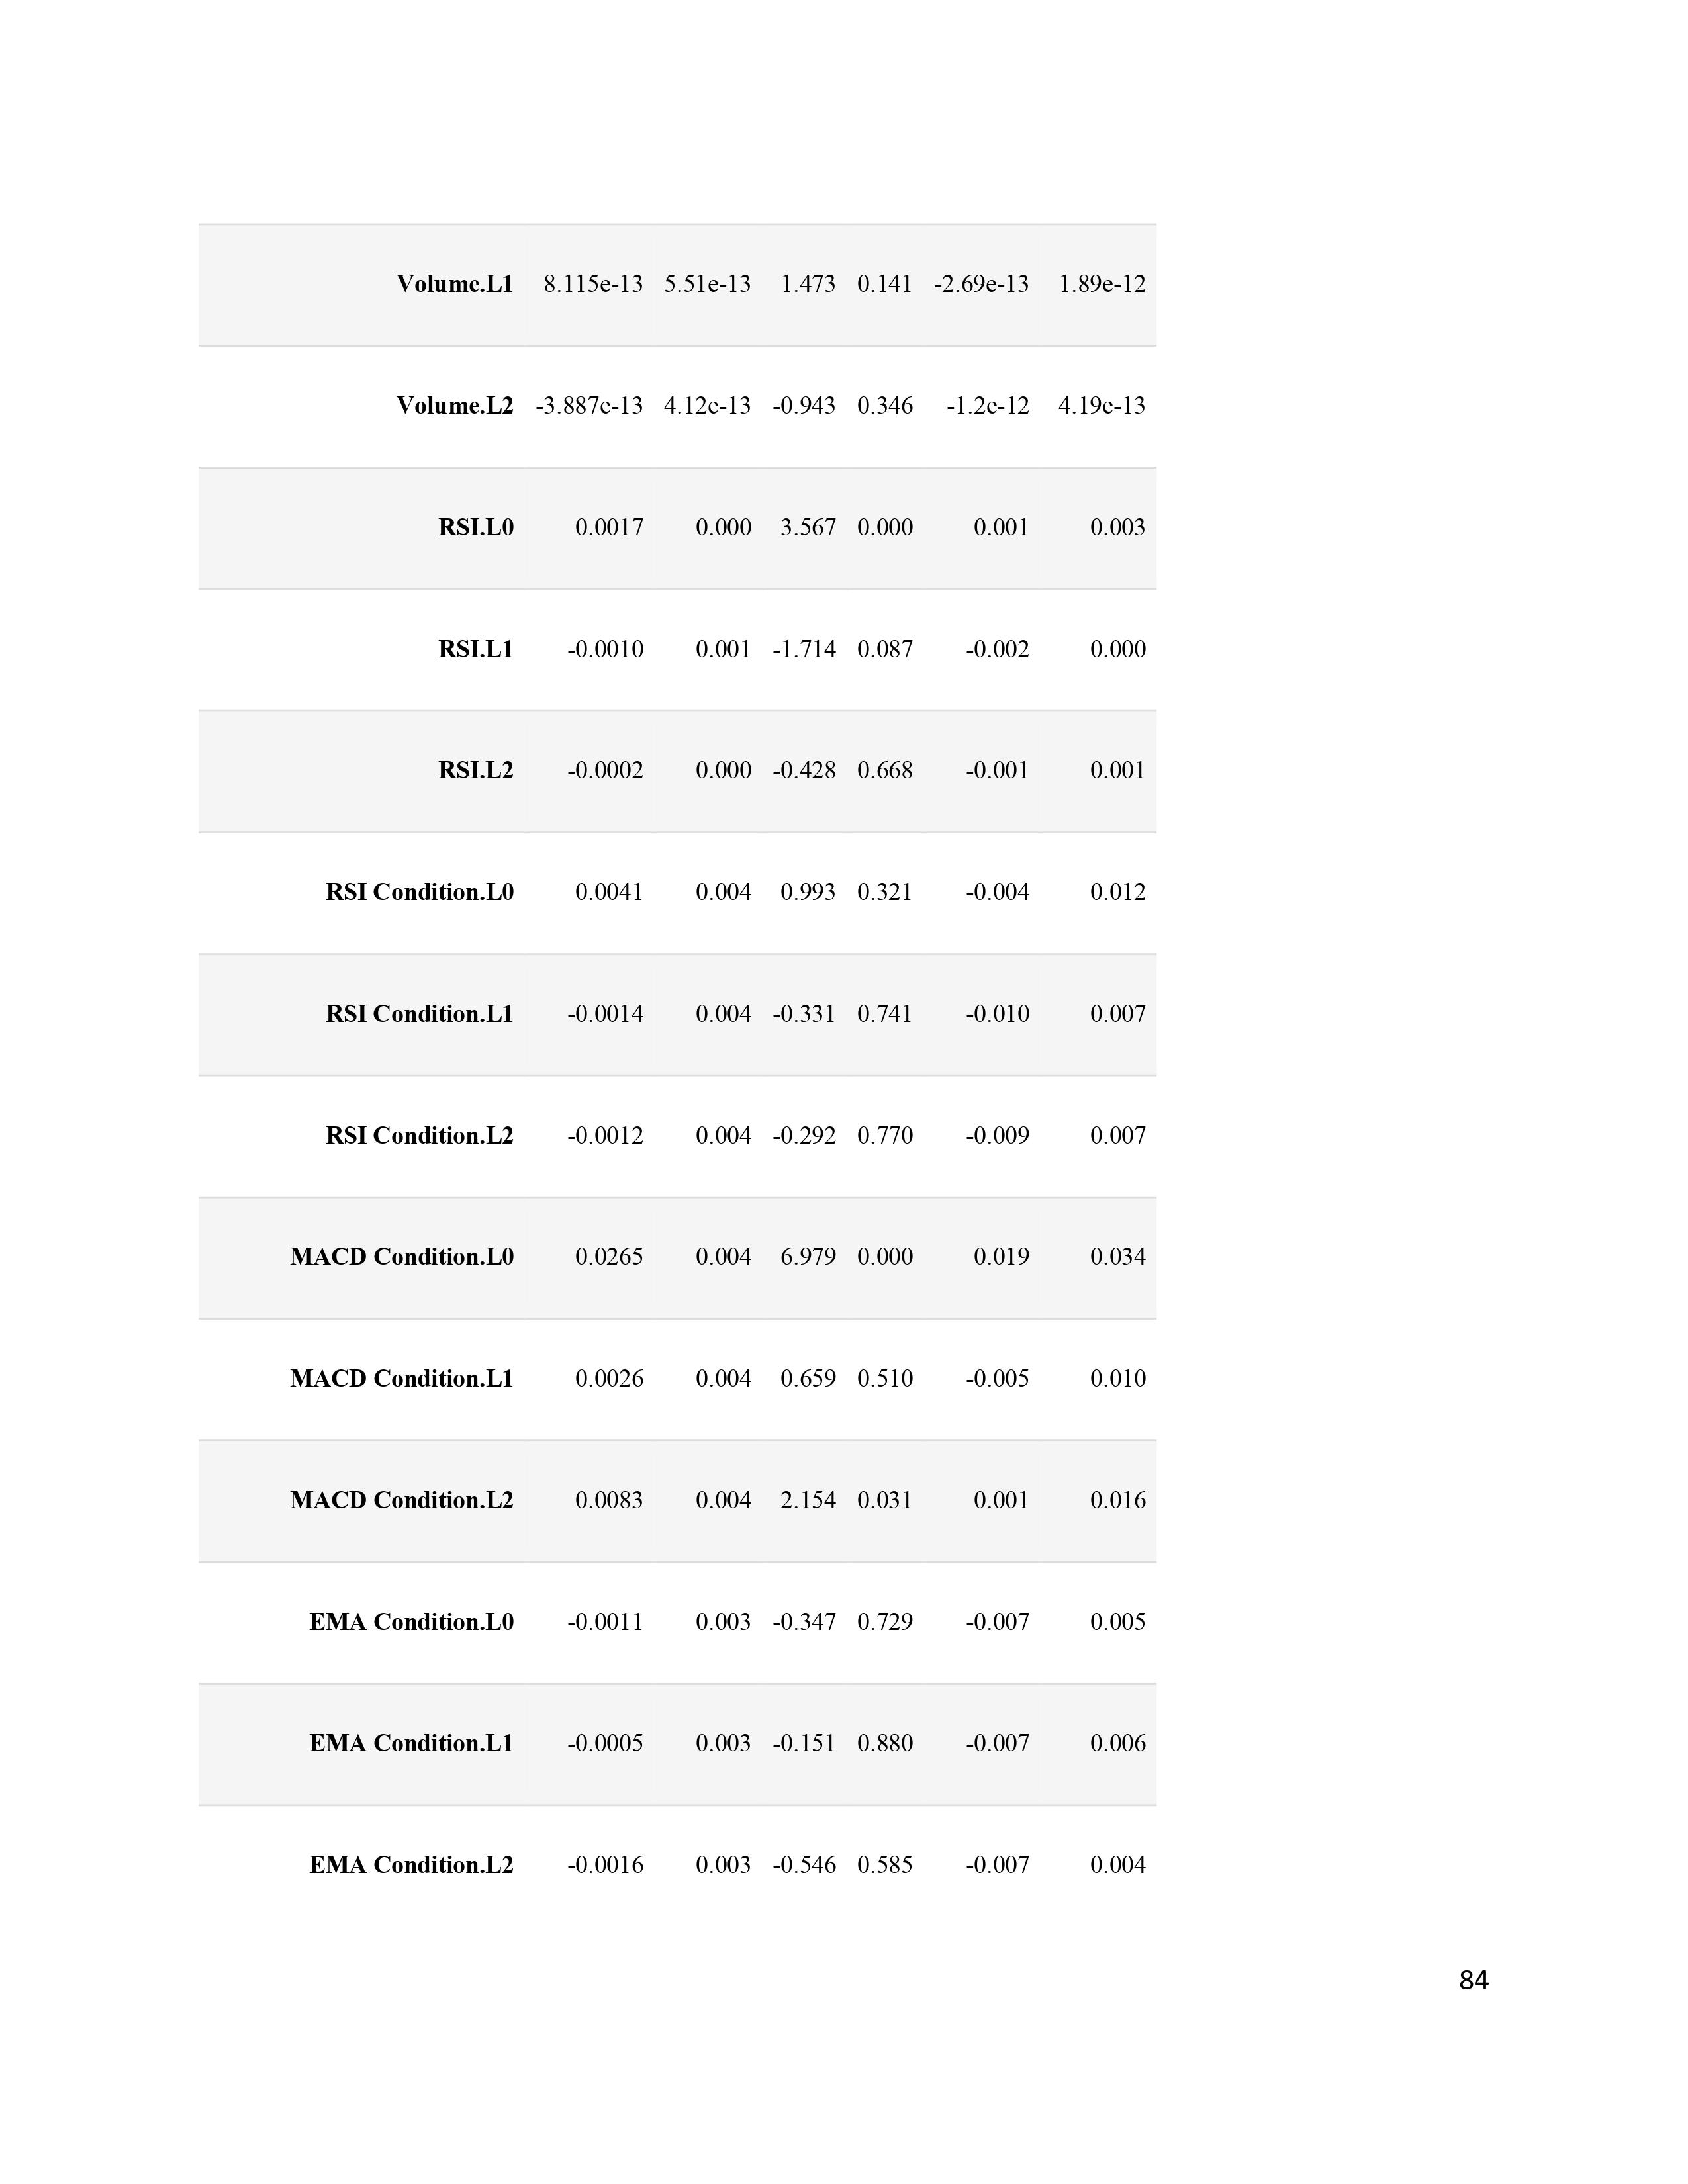 Volume.L1 8.115e-13 5.51e-13 1.473 0.141 -2.69e-13 1.89e-12
Volume.L2 -3.887e-13 4.12e-13 -0.943 0.346 -1.2e-12 4.19e-13
RSI.L0 0.0017 0.000 3.567 0.000 0.001 0.003
RSI.L1 -0.0010 0.001 -1.714 0.087 -0.002 0.000
RSI.L2 -0.0002 0.000 -0.428 0.668 -0.001 0.001
RSI Condition.L0 0.0041 0.004 0.993 0.321 -0.004 0.012
RSI Condition.L1 -0.0014 0.004 -0.331 0.741 -0.010 0.007
RSI Condition.L2 -0.0012 0.004 -0.292 0.770 -0.009 0.007
MACD Condition.L0 0.0265 0.004 6.979 0.000 0.019 0.034
MACD Condition.L1 0.0026 0.004 0.659 0.510 -0.005 0.010
MACD Condition.L2 0.0083 0.004 2.154 0.031 0.001 0.016
EMA Condition.L0 -0.0011 0.003 -0.347 0.729 -0.007 0.005
EMA Condition.L1 -0.0005 0.003 -0.151 0.880 -0.007 0.006
EMA Condition.L2 -0.0016 0.003 -0.546 0.585 -0.007 0.004
84